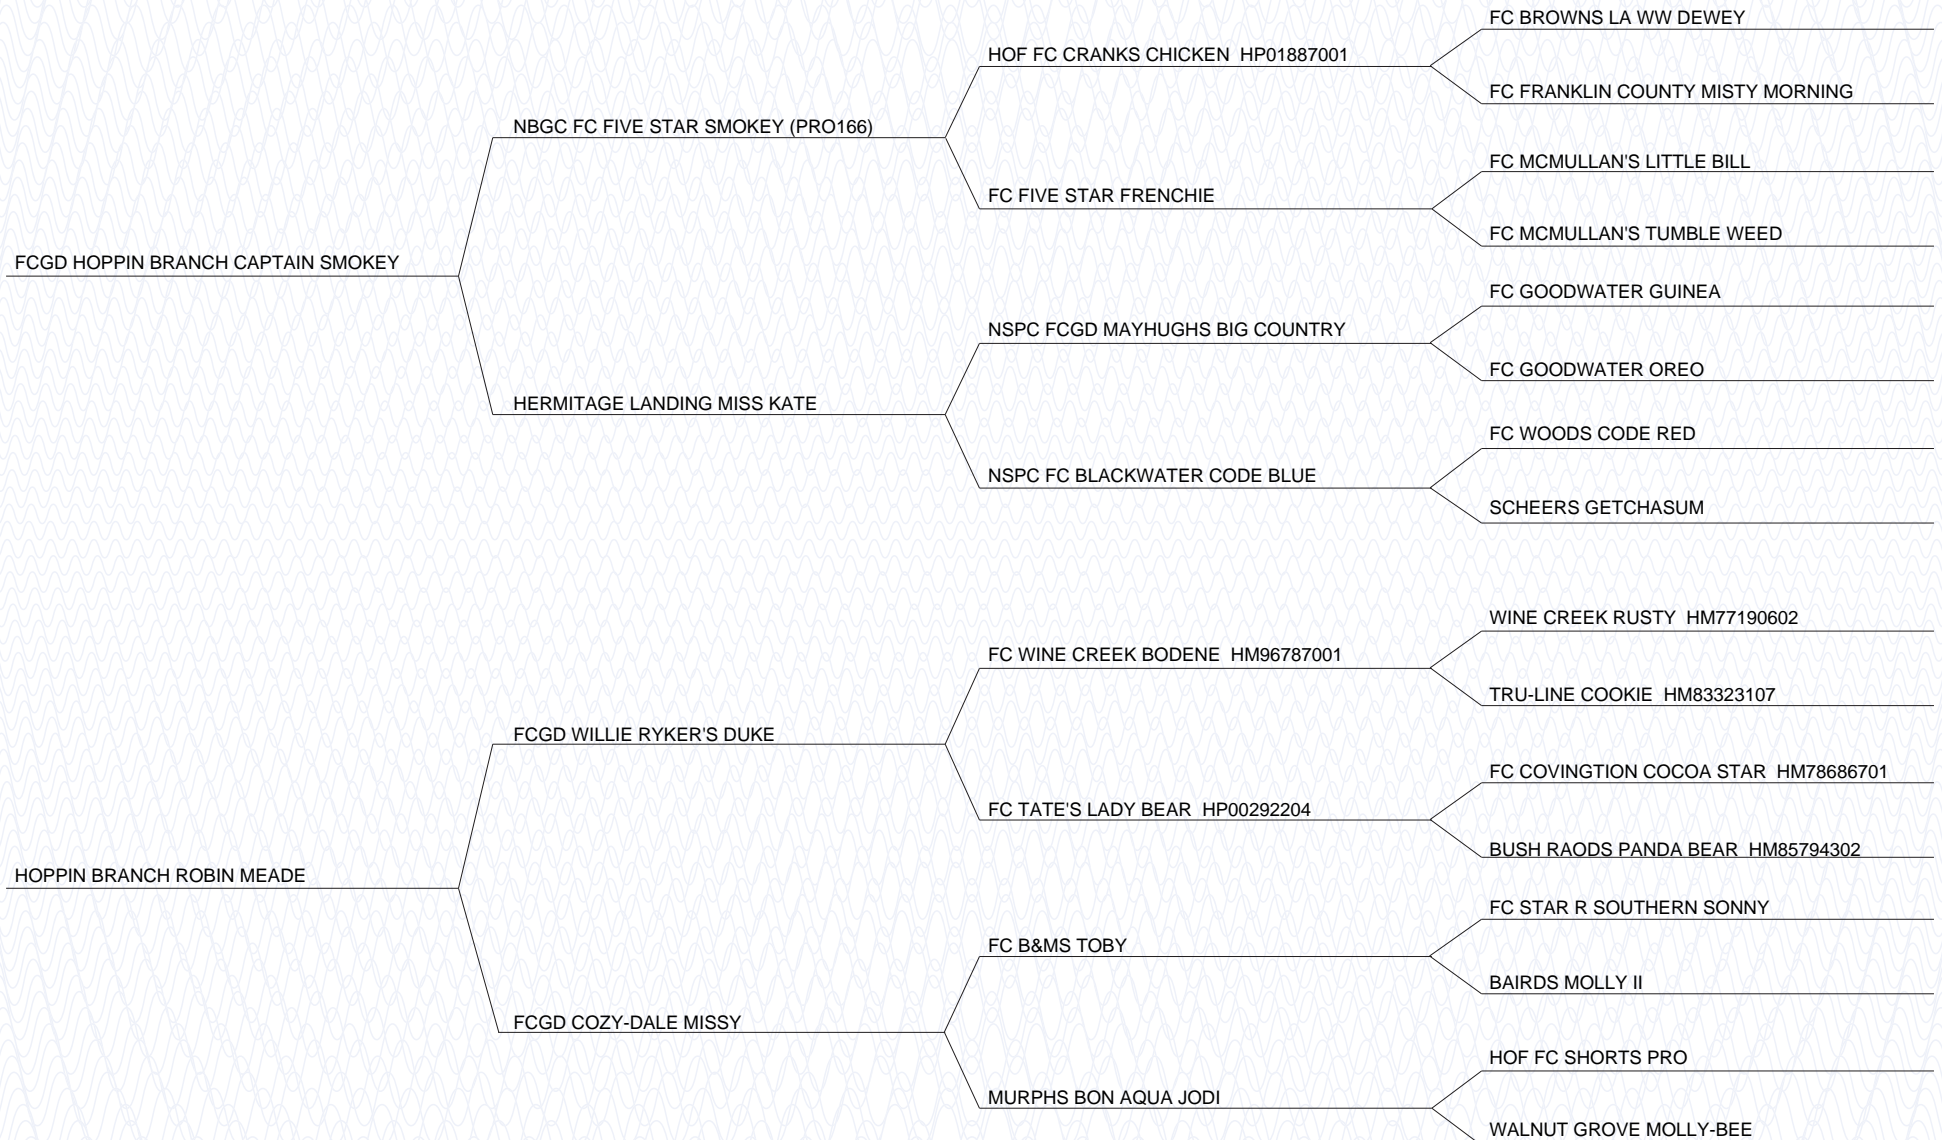 FC BROWNS LA WW DEWEY
HOF FC CRANKS CHICKEN HP01887001
FC FRANKLIN COUNTY MISTY MORNING
NBGC FC FIVE STAR SMOKEY (PRO166)
FC MCMULLAN'S LITTLE BILL
FC FIVE STAR FRENCHIE
FC MCMULLAN'S TUMBLE WEED
FCGD HOPPIN BRANCH CAPTAIN SMOKEY
FC GOODWATER GUINEA
NSPC FCGD MAYHUGHS BIG COUNTRY
FC GOODWATER OREO
HERMITAGE LANDING MISS KATE
FC WOODS CODE RED
NSPC FC BLACKWATER CODE BLUE
SCHEERS GETCHASUM
WINE CREEK RUSTY HM77190602
FC WINE CREEK BODENE HM96787001
TRU-LINE COOKIE HM83323107
FCGD WILLIE RYKER'S DUKE
FC COVINGTION COCOA STAR HM78686701
FC TATE'S LADY BEAR HP00292204
BUSH RAODS PANDA BEAR HM85794302
HOPPIN BRANCH ROBIN MEADE
FC STAR R SOUTHERN SONNY
FC B&MS TOBY
BAIRDS MOLLY II
FCGD COZY-DALE MISSY
HOF FC SHORTS PRO
MURPHS BON AQUA JODI
WALNUT GROVE MOLLY-BEE